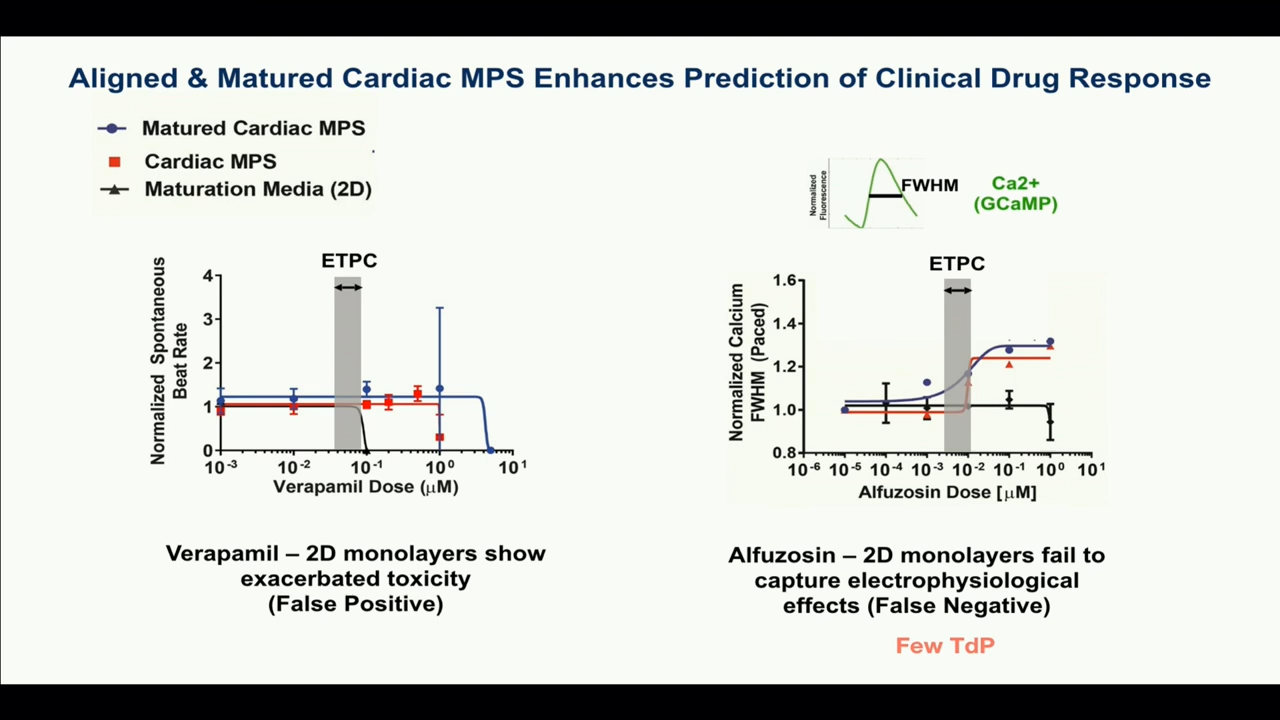 Aligned & Matured Cardiac MPS Enhances Prediction of Clinical Drug Response
Matured Cardiac MPS
Cardiac MPS
Maturation Media (2D)
Normalized
Fluorescence
FWHM
Ca2+
(GCaMP)
ETPC
Normalized Spontaneous
Beat Rate
4
3
2
1
0
10⁻³
10⁻²
10⁻¹
10⁰
10¹
Verapamil Dose (μM)
ETPC
Normalized Calcium
FWHM (Paced)
1.6
1.4
1.2
1.0
0.8
10⁻⁶
10⁻⁵
10⁻⁴
10⁻³
10⁻²
10⁻¹
10⁰
10¹
Alfuzosin Dose [μM]
Verapamil – 2D monolayers show
exacerbated toxicity
(False Positive)
Alfuzosin – 2D monolayers fail to
capture electrophysiological
effects (False Negative)
Few TdP